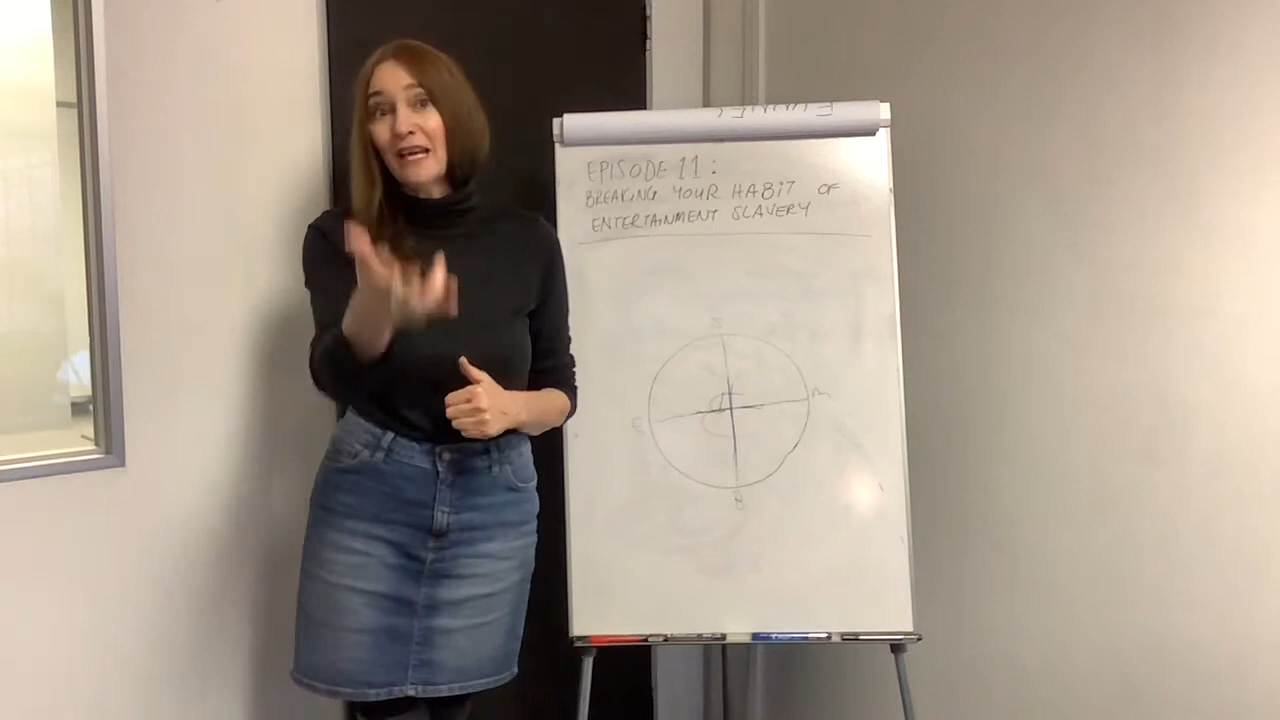 EPISODE 11:
BREAKING YOUR HABIT OF
ENTERTAINMENT SLAVERY
S
E
M
B